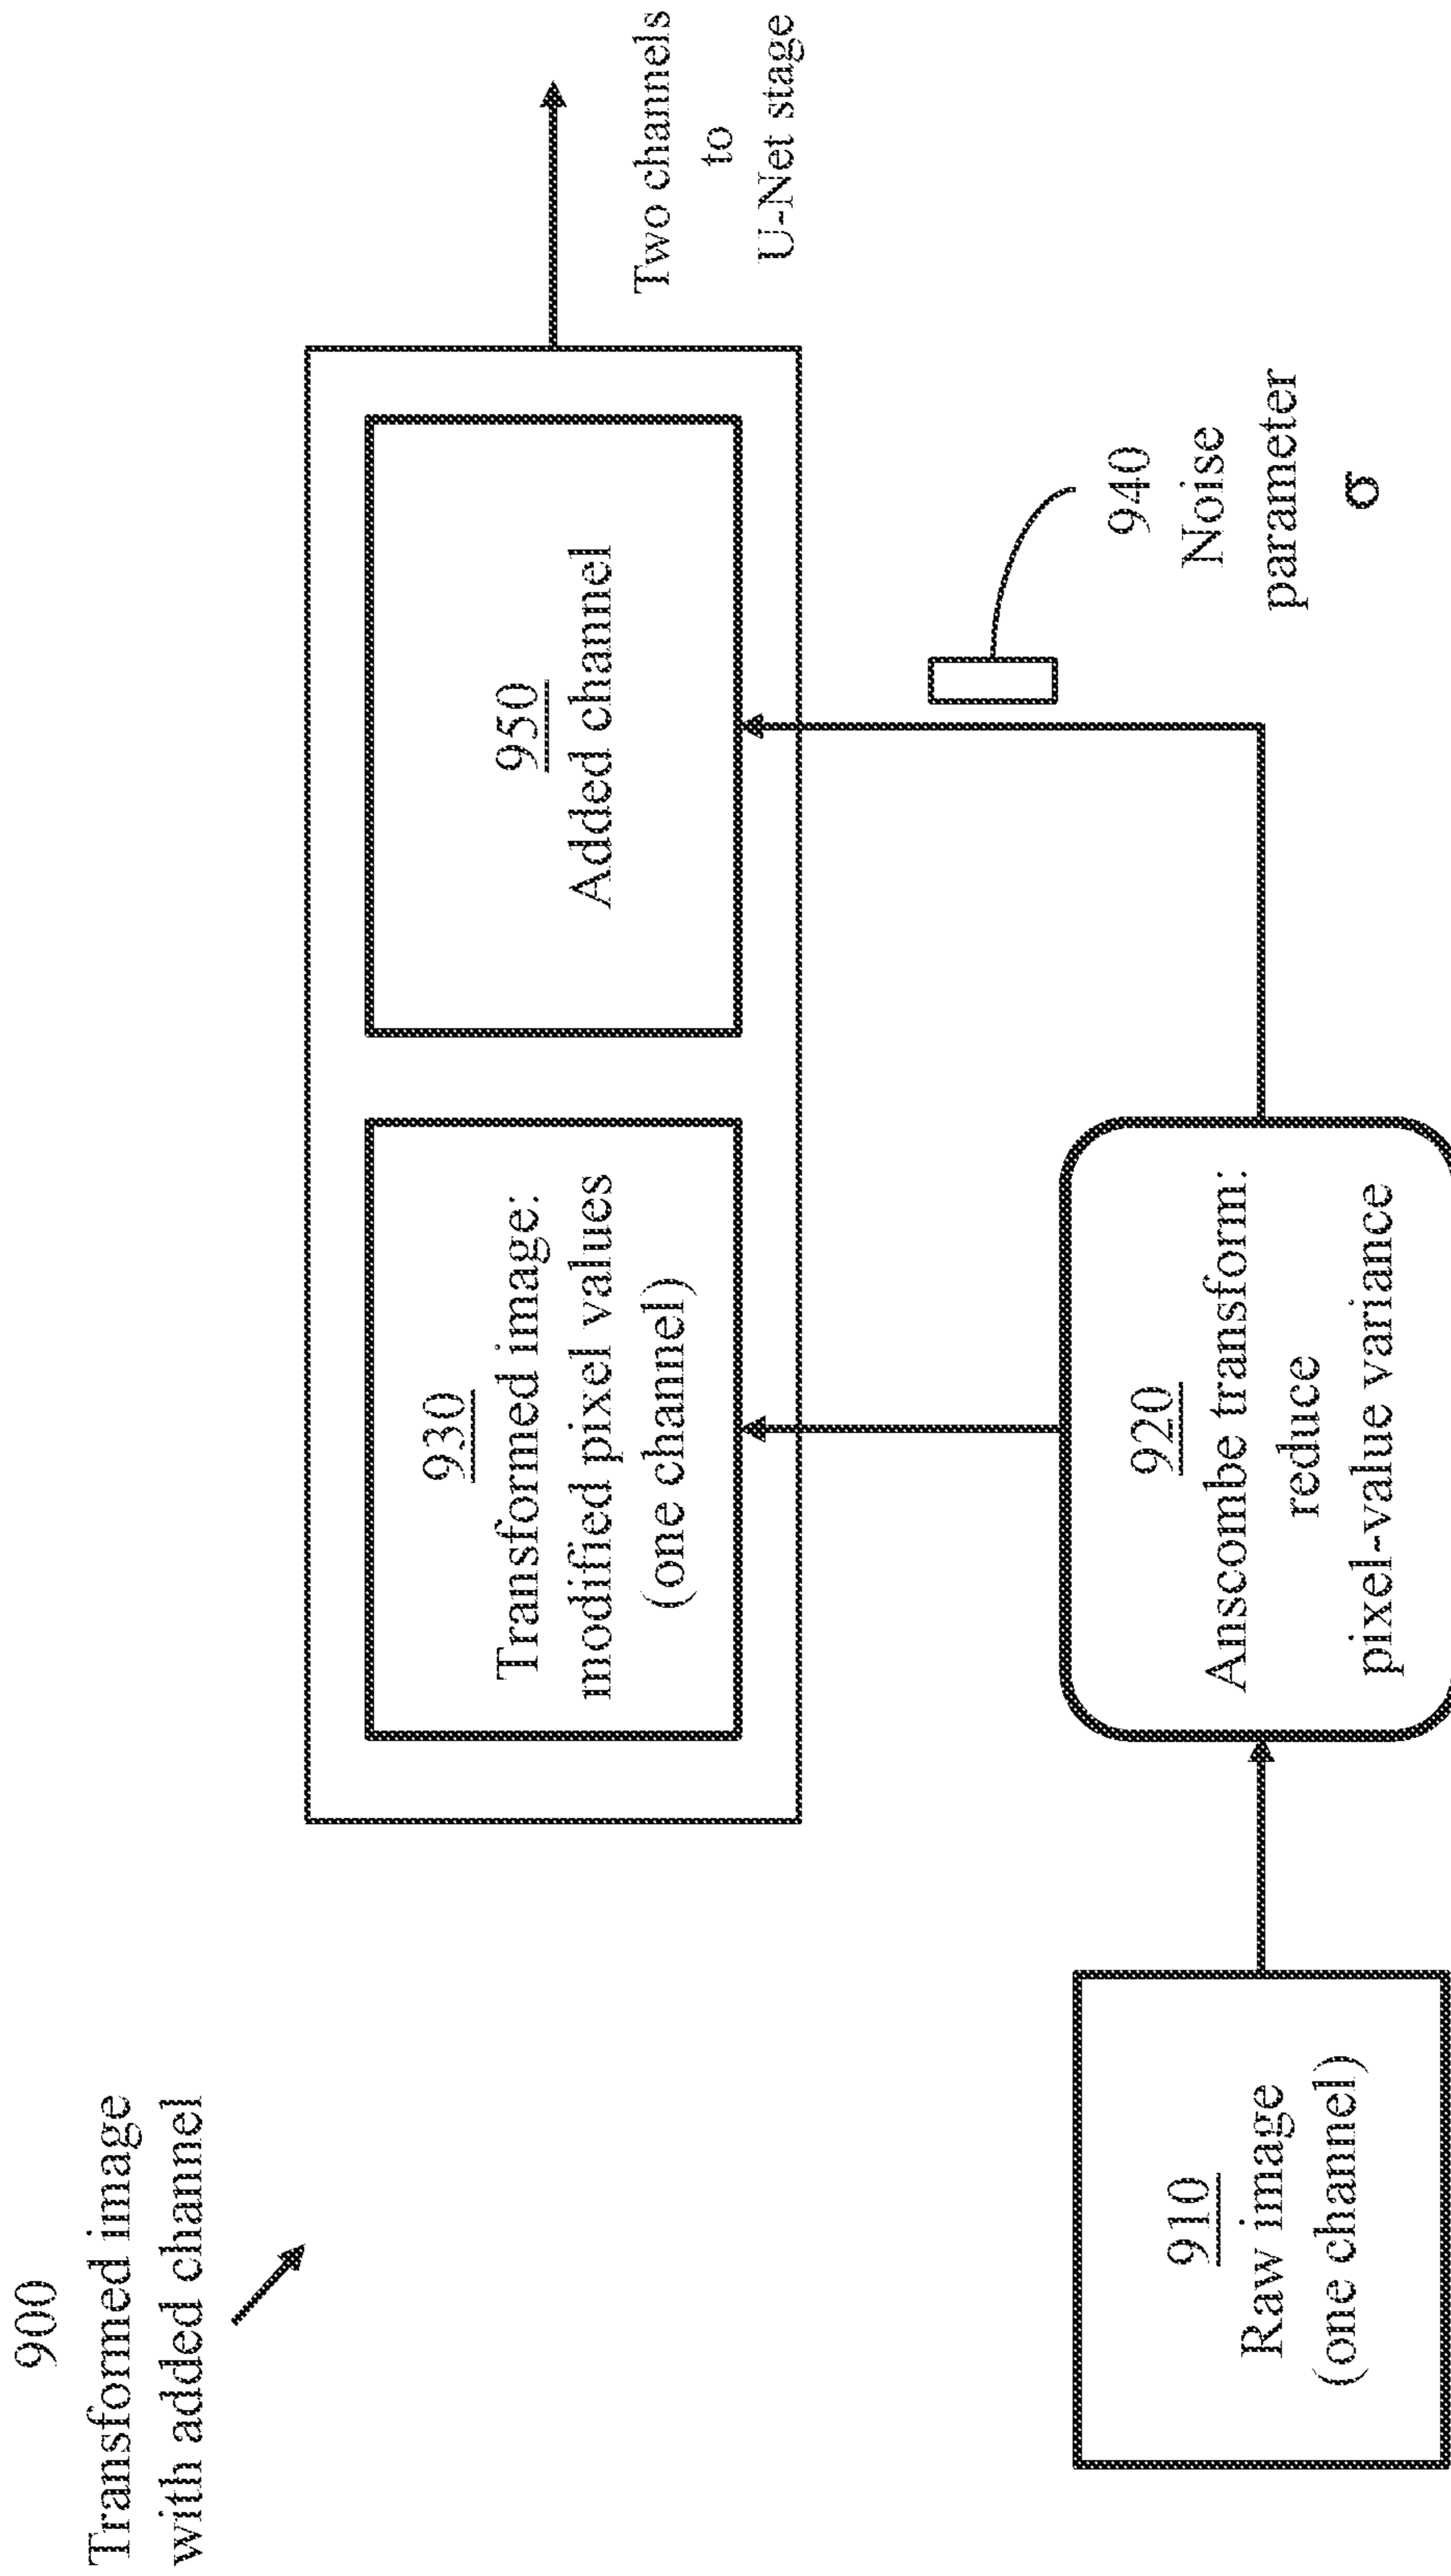 900
Transformed image
with added channel
910
Raw image
(one channel)
920
Anscombe transform:
reduce
pixel-value variance
930
Transformed image:
modified pixel values
(one channel)
940
Noise
parameter
σ
950
Added channel
Two channels
to
U-Net stage